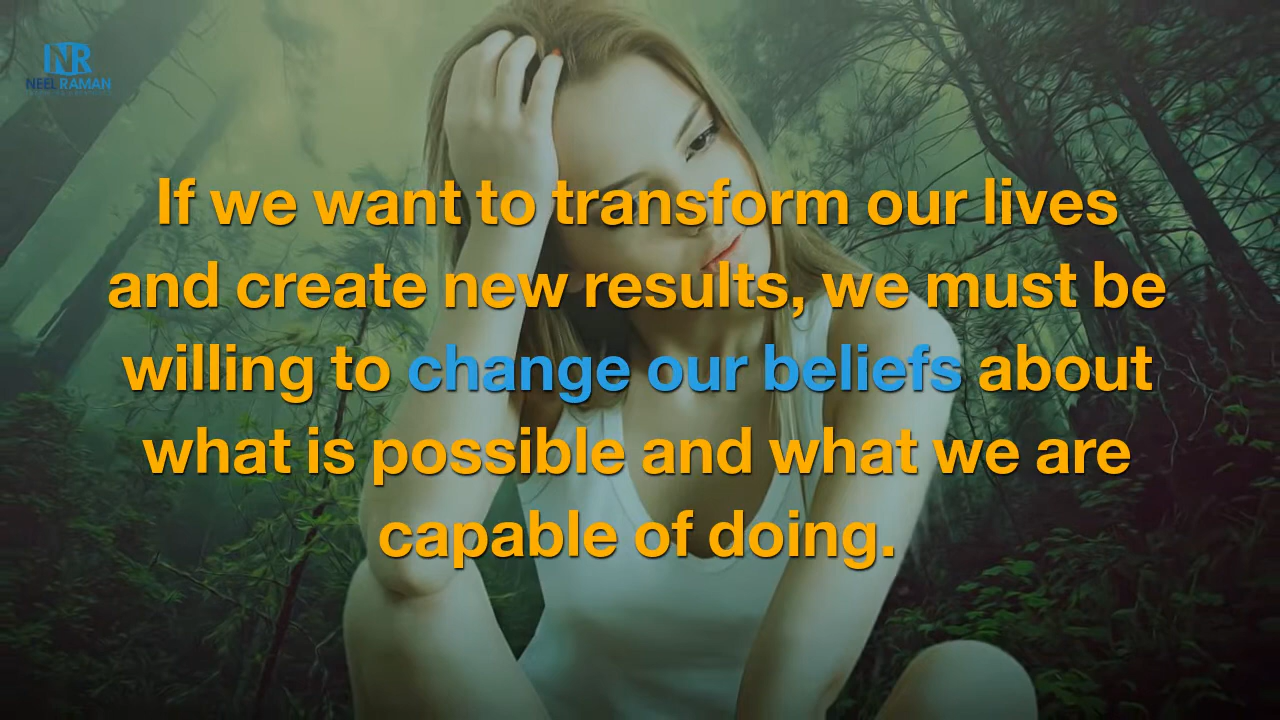 NR
NEEL RAMAN
If we want to transform our lives
and create new results, we must be
willing to change our beliefs about
what is possible and what we are
capable of doing.